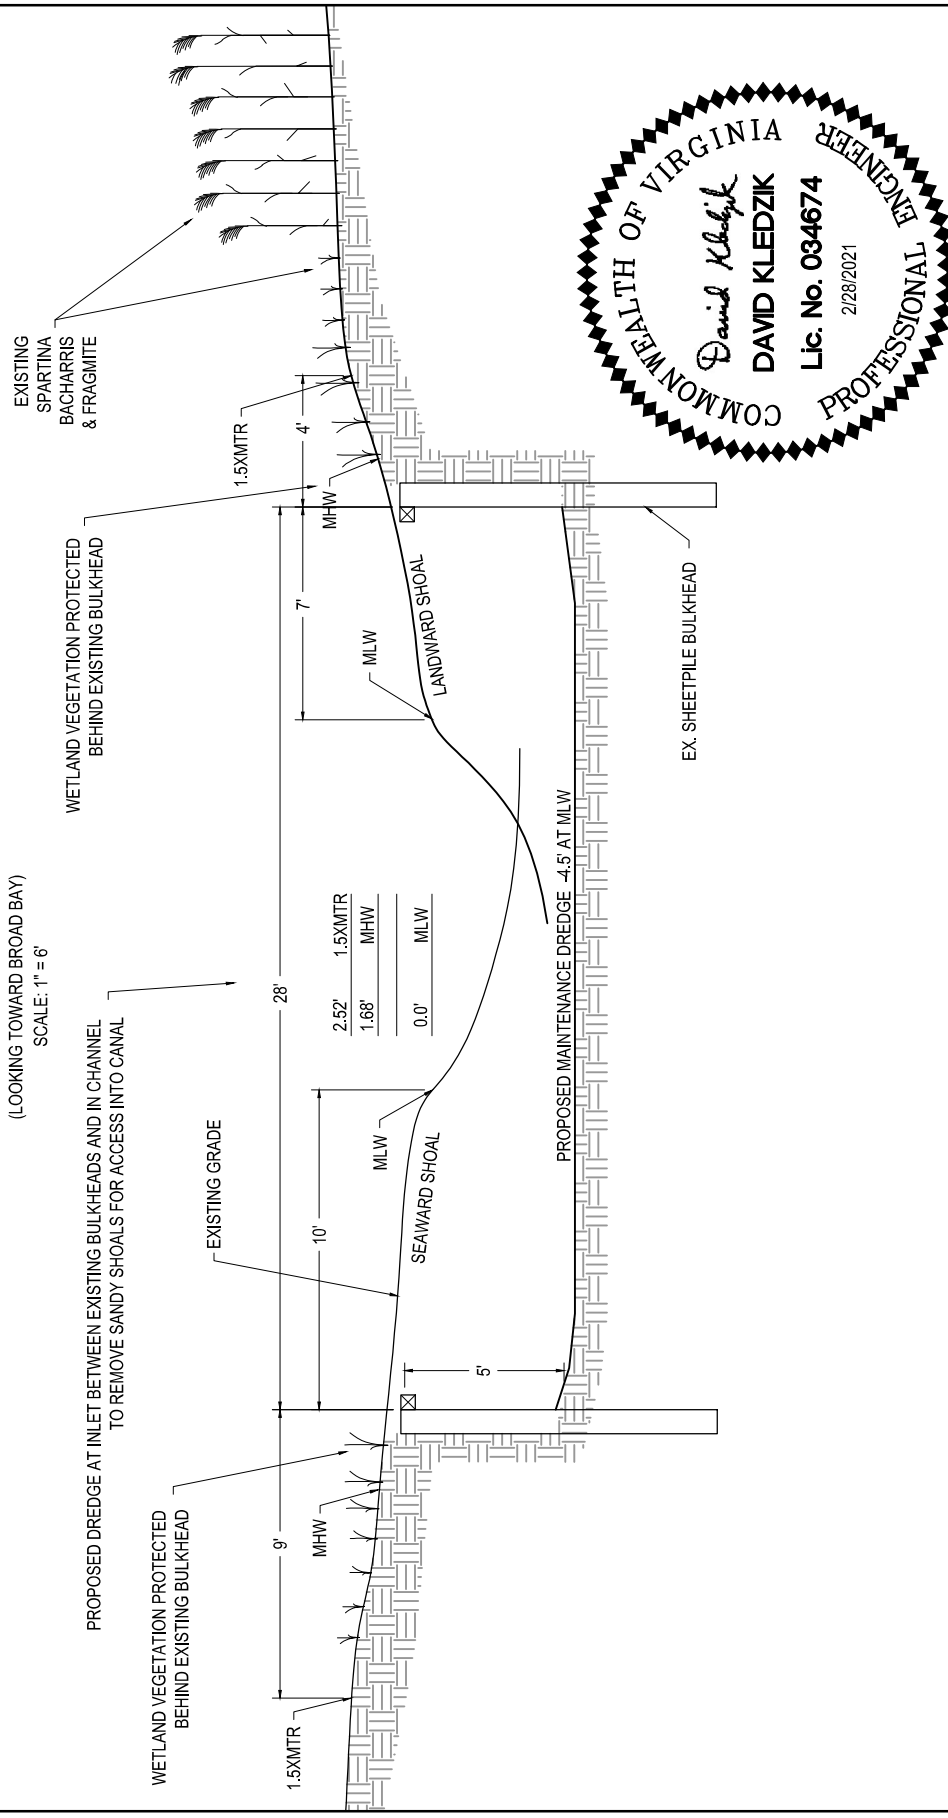 (LOOKING TOWARD BROAD BAY)
SCALE: 1" = 6'
PROPOSED DREDGE AT INLET BETWEEN EXISTING BULKHEADS AND IN CHANNEL
TO REMOVE SANDY SHOALS FOR ACCESS INTO CANAL
WETLAND VEGETATION PROTECTED
BEHIND EXISTING BULKHEAD
EXISTING GRADE
WETLAND VEGETATION PROTECTED
BEHIND EXISTING BULKHEAD
EXISTING
SPARTINA
BACHARRIS
& FRAGMITE
1.5XMTR
9'
MHW
28'
10'
7'
4'
MHW
1.5XMTR
MLW
SEAWARD SHOAL
2.52' 1.5XMTR
1.68' MHW
0.0' MLW
MLW
LANDWARD SHOAL
5'
PROPOSED MAINTENANCE DREDGE -4.5' AT MLW
EX. SHEETPILE BULKHEAD
COMMONWEALTH OF VIRGINIA
David Kledzik
DAVID KLEDZIK
Lic. No. 034674
2/28/2021
PROFESSIONAL ENGINEER